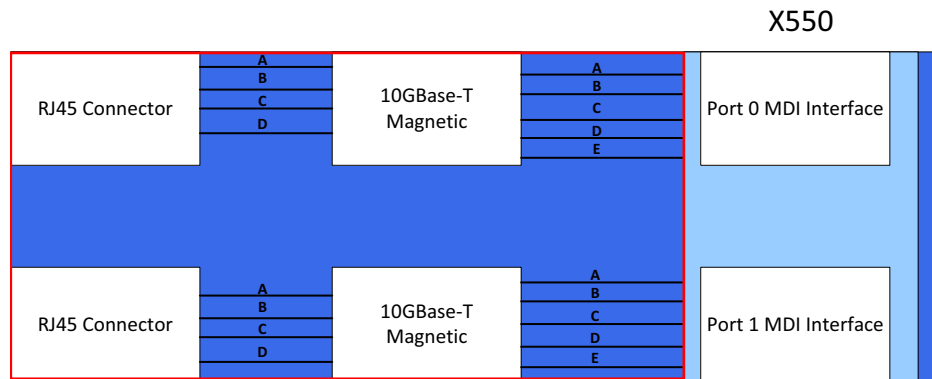 X550
RJ45 Connector
A
B
C
D
10GBase-T
Magnetic
A
B
C
D
E
Port 0 MDI Interface
RJ45 Connector
A
B
C
D
10GBase-T
Magnetic
A
B
C
D
E
Port 1 MDI Interface